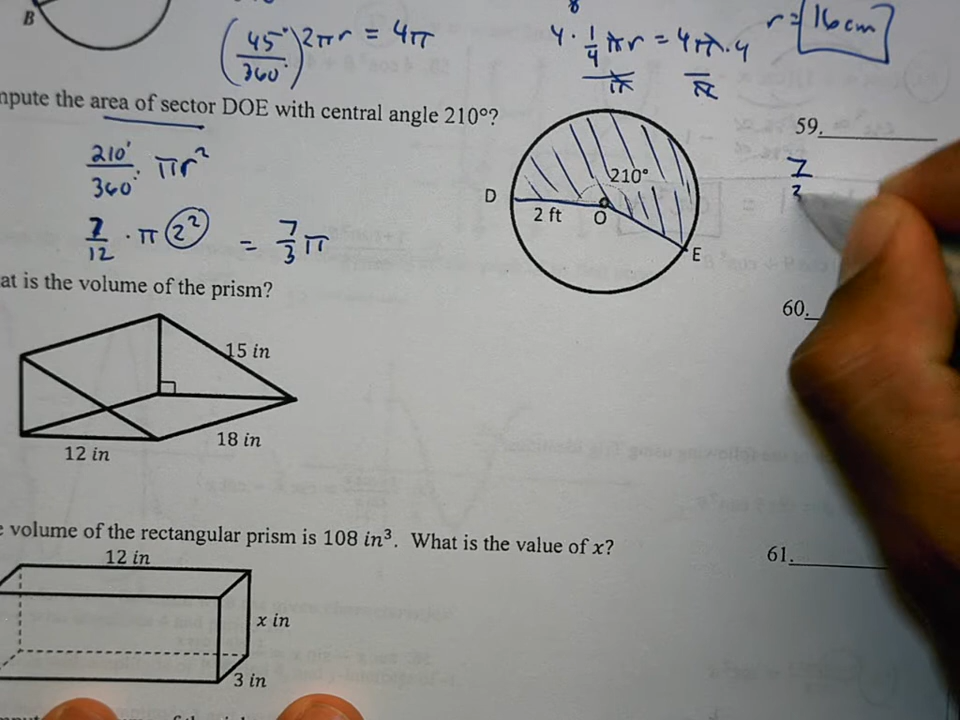 B
(45°/360°) 2πr = 4π
4 · 1/4 πr = 4π · 4
π π
r = 16 cm
mpute the area of sector DOE with central angle 210°?
59.
210°/360° · πr²
7/12 · π 2² = 7/3 π
7
3
210°
D
2 ft
O
E
at is the volume of the prism?
60.
15 in
18 in
12 in
e volume of the rectangular prism is 108 in³. What is the value of x?
61.
12 in
x in
3 in